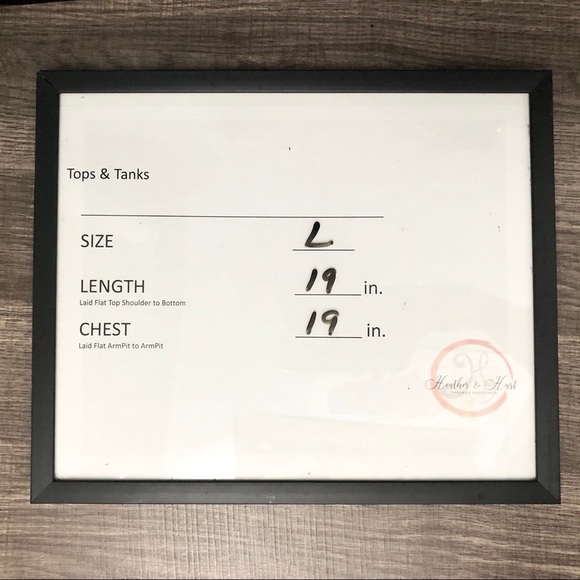 Tops & Tanks
SIZE L
LENGTH 19 in.
Laid Flat Top Shoulder to Bottom
CHEST 19 in.
Laid Flat ArmPit to ArmPit
H
Heather & Hart